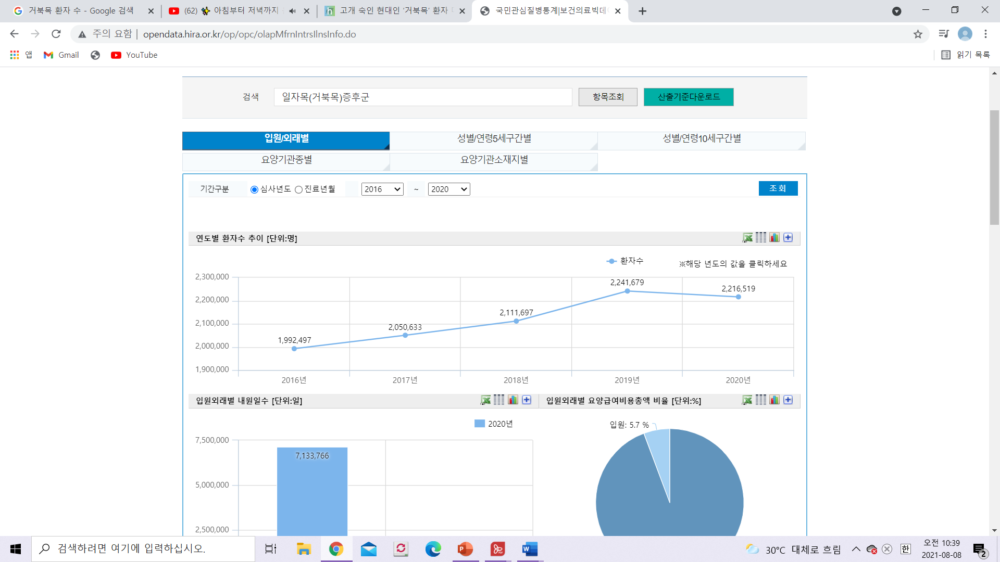 거북목 환자 수 - Google 검색
(62) ✨ 아침부터 저녁까지
고개 숙인 현대인 '거북목' 환자
국민관심질병통계|보건의료빅데
주의 요함 | opendata.hira.or.kr/op/opc/olapMfrnIntrsIlnsInfo.do
앱 Gmail YouTube 읽기 목록
검색 일자목(거북목)증후군 항목조회 산출기준다운로드
입원/외래별 성별/연령5세구간별 성별/연령10세구간별
요양기관종별 요양기관소재지별
기간구분 심사년도 진료년월 2016 ~ 2020 조회
연도별 환자수 추이 [단위:명]
환자수 ※해당 년도의 값을 클릭하세요
2,300,000
2,200,000
2,100,000
2,000,000
1,900,000
1,992,497
2,050,633
2,111,697
2,241,679
2,216,519
2016년 2017년 2018년 2019년 2020년
입원외래별 내원일수 [단위:일] 입원외래별 요양급여비용총액 비율 [단위:%]
2020년
입원: 5.7 %
7,500,000
7,133,766
5,000,000
2,500,000
검색하려면 여기에 입력하십시오.
30°C 대체로 흐림 한
오전 10:39
2021-08-08
2